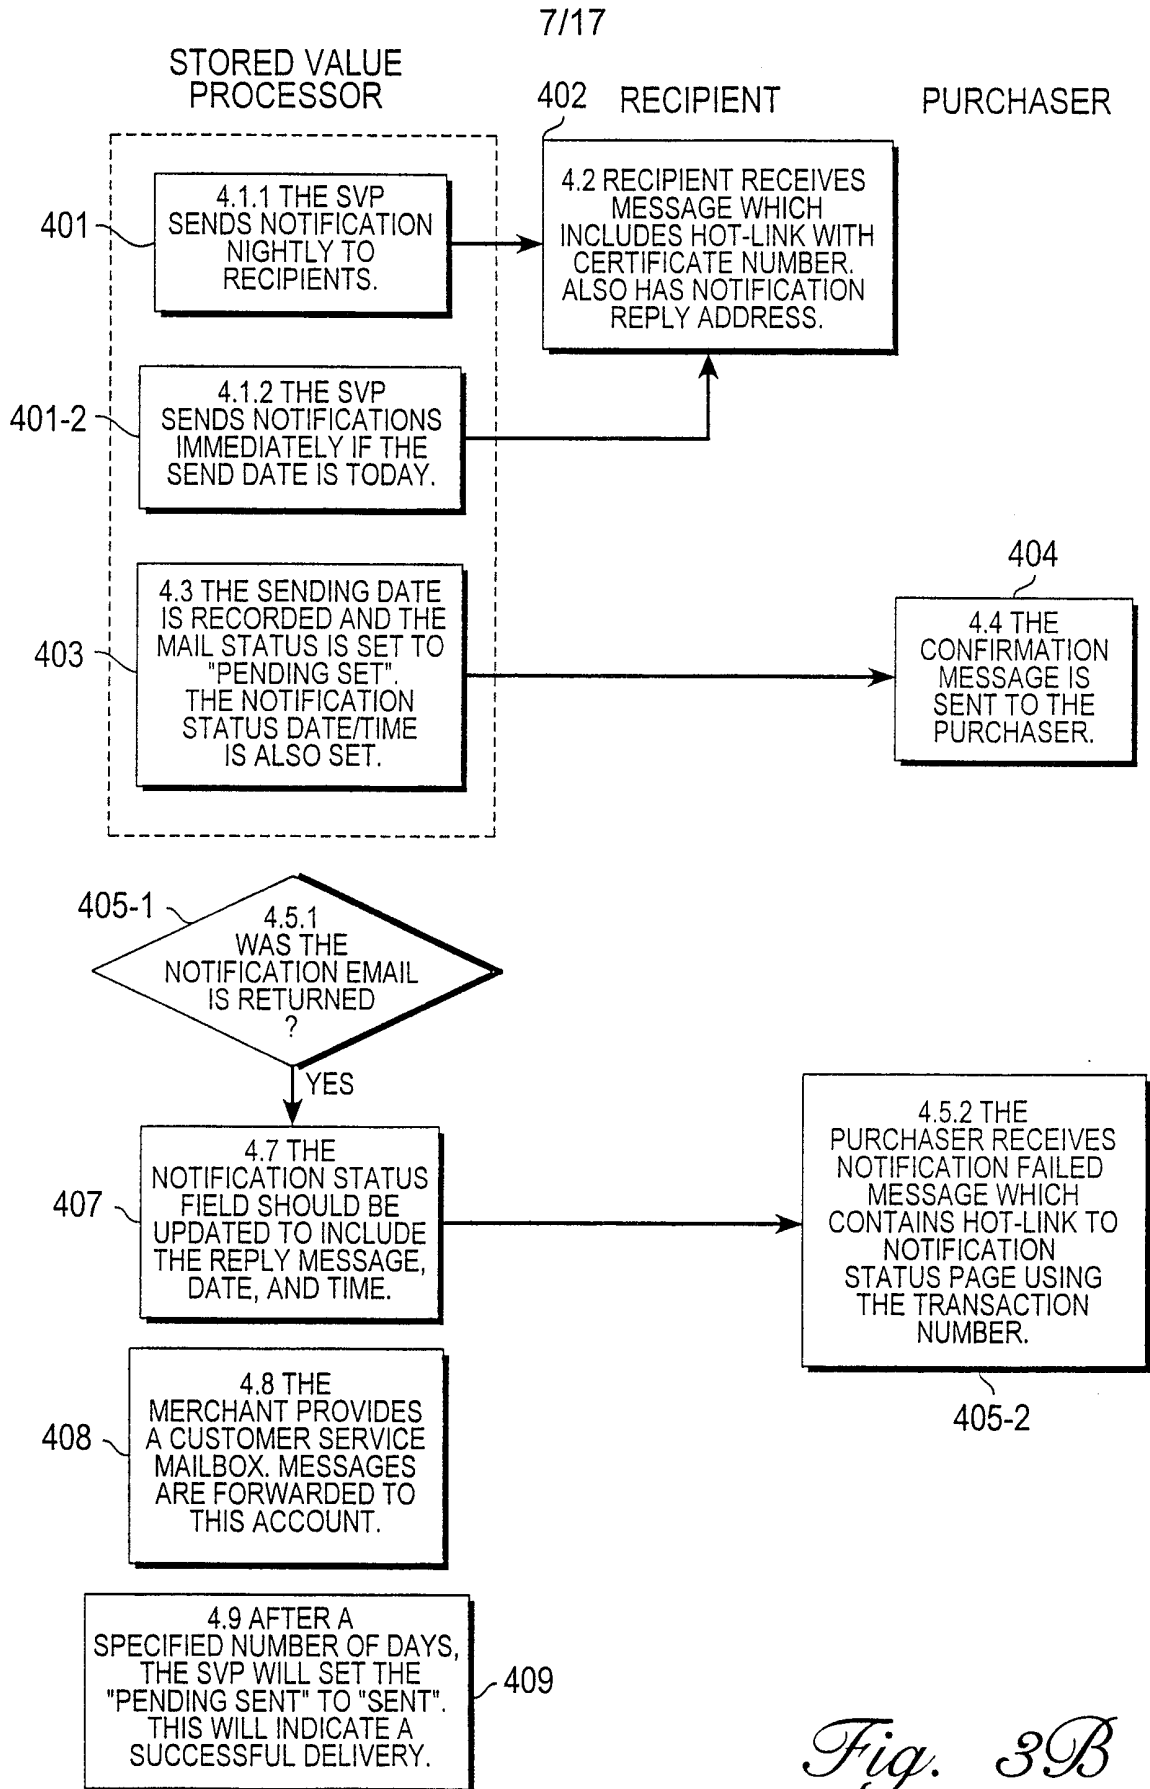 7/17
STORED VALUE
PROCESSOR
402
RECIPIENT
PURCHASER
401
4.1.1 THE SVP
SENDS NOTIFICATION
NIGHTLY TO
RECIPIENTS.
4.2 RECIPIENT RECEIVES
MESSAGE WHICH
INCLUDES HOT-LINK WITH
CERTIFICATE NUMBER.
ALSO HAS NOTIFICATION
REPLY ADDRESS.
401-2
4.1.2 THE SVP
SENDS NOTIFICATIONS
IMMEDIATELY IF THE
SEND DATE IS TODAY.
403
4.3 THE SENDING DATE
IS RECORDED AND THE
MAIL STATUS IS SET TO
"PENDING SET".
THE NOTIFICATION
STATUS DATE/TIME
IS ALSO SET.
404
4.4 THE
CONFIRMATION
MESSAGE IS
SENT TO THE
PURCHASER.
405-1
4.5.1
WAS THE
NOTIFICATION EMAIL
IS RETURNED
?
YES
407
4.7 THE
NOTIFICATION STATUS
FIELD SHOULD BE
UPDATED TO INCLUDE
THE REPLY MESSAGE,
DATE, AND TIME.
4.5.2 THE
PURCHASER RECEIVES
NOTIFICATION FAILED
MESSAGE WHICH
CONTAINS HOT-LINK TO
NOTIFICATION
STATUS PAGE USING
THE TRANSACTION
NUMBER.
405-2
408
4.8 THE
MERCHANT PROVIDES
A CUSTOMER SERVICE
MAILBOX. MESSAGES
ARE FORWARDED TO
THIS ACCOUNT.
4.9 AFTER A
SPECIFIED NUMBER OF DAYS,
THE SVP WILL SET THE
"PENDING SENT" TO "SENT".
THIS WILL INDICATE A
SUCCESSFUL DELIVERY.
409
Fig. 3B